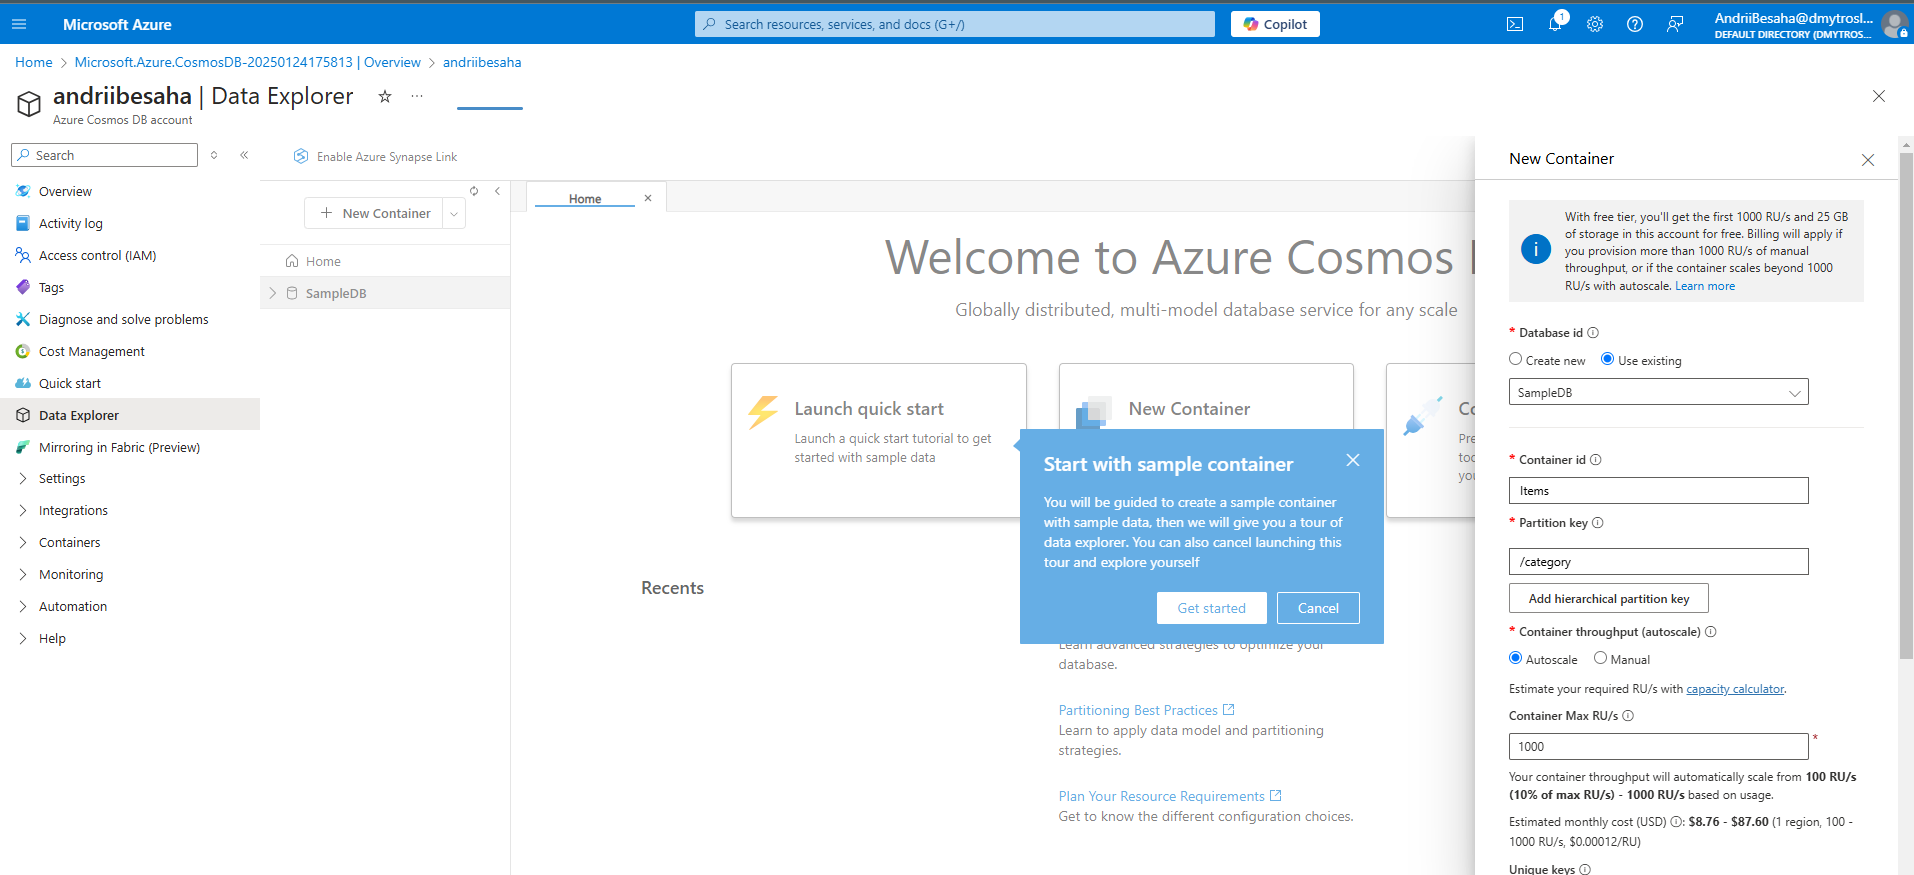 Microsoft Azure
Search resources, services, and docs (G+/)
Copilot
1
AndriiBesaha@dmytrosl...
DEFAULT DIRECTORY (DMYTROS...
Home > Microsoft.Azure.CosmosDB-20250124175813 | Overview > andriibesaha
andriibesaha | Data Explorer
Azure Cosmos DB account
Search
Overview
Activity log
Access control (IAM)
Tags
Diagnose and solve problems
Cost Management
Quick start
Data Explorer
Mirroring in Fabric (Preview)
Settings
Integrations
Containers
Monitoring
Automation
Help
Enable Azure Synapse Link
New Container
Home
SampleDB
Home
Welcome to Azure Cosmos
Globally distributed, multi-model database service for any scale
Launch quick start
Launch a quick start tutorial to get
started with sample data
New Container
Start with sample container
You will be guided to create a sample container
with sample data, then we will give you a tour of
data explorer. You can also cancel launching this
tour and explore yourself
Get started
Cancel
Recents
Learn advanced strategies to optimize your
database.
Partitioning Best Practices
Learn to apply data model and partitioning
strategies.
Plan Your Resource Requirements
Get to know the different configuration choices.
New Container
With free tier, you'll get the first 1000 RU/s and 25 GB
of storage in this account for free. Billing will apply if
you provision more than 1000 RU/s of manual
throughput, or if the container scales beyond 1000
RU/s with autoscale. Learn more
* Database id
Create new
Use existing
SampleDB
* Container id
Items
* Partition key
/category
Add hierarchical partition key
* Container throughput (autoscale)
Autoscale
Manual
Estimate your required RU/s with capacity calculator.
Container Max RU/s
1000 *
Your container throughput will automatically scale from 100 RU/s
(10% of max RU/s) - 1000 RU/s based on usage.
Estimated monthly cost (USD) : $8.76 - $87.60 (1 region, 100 -
1000 RU/s, $0.00012/RU)
Unique keys